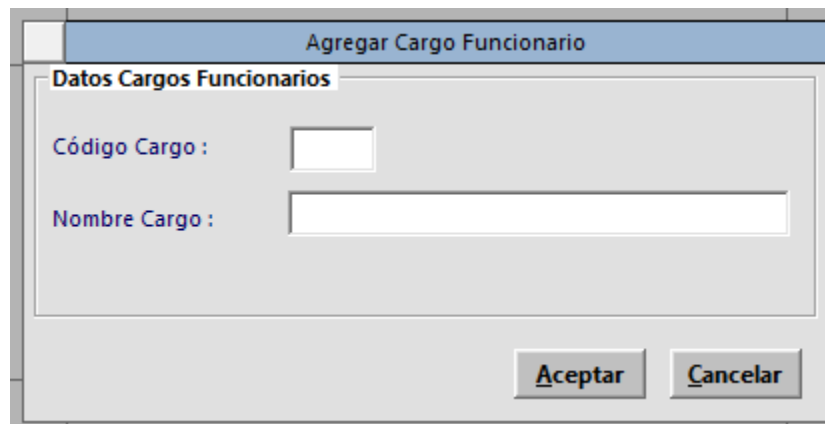 Agregar Cargo Funcionario
Datos Cargos Funcionarios
Código Cargo :
Nombre Cargo :
Aceptar Cancelar